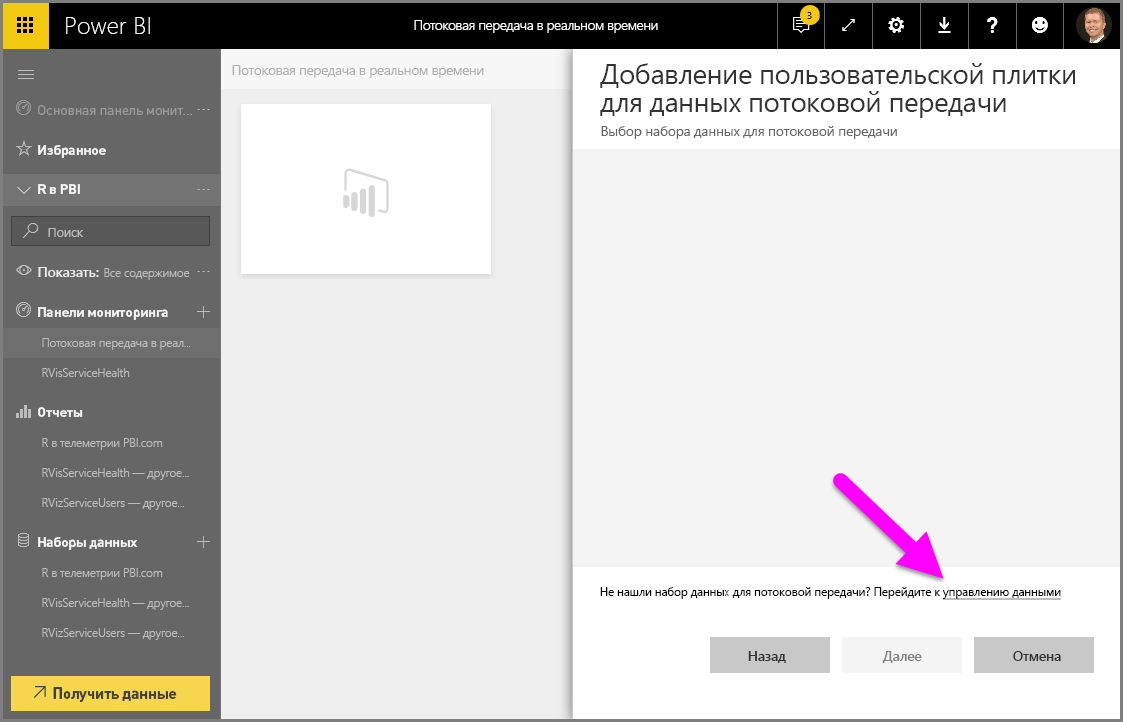 Power BI
Потоковая передача в реальном времени
3
?
Основная панель монит...
Избранное
R в PBI
Поиск
Показать: Все содержимое
Панели мониторинга
Потоковая передача в реал...
RVisServiceHealth
Отчеты
R в телеметрии PBI.com
RVisServiceHealth — другое...
RVizServiceUsers — другое...
Наборы данных
R в телеметрии PBI.com
RVisServiceHealth — другое...
RVizServiceUsers — другое...
Получить данные
Потоковая передача в реальном времени
Добавление пользовательской плитки
для данных потоковой передачи
Выбор набора данных для потоковой передачи
Не нашли набор данных для потоковой передачи? Перейдите к управлению данными
Назад
Далее
Отмена